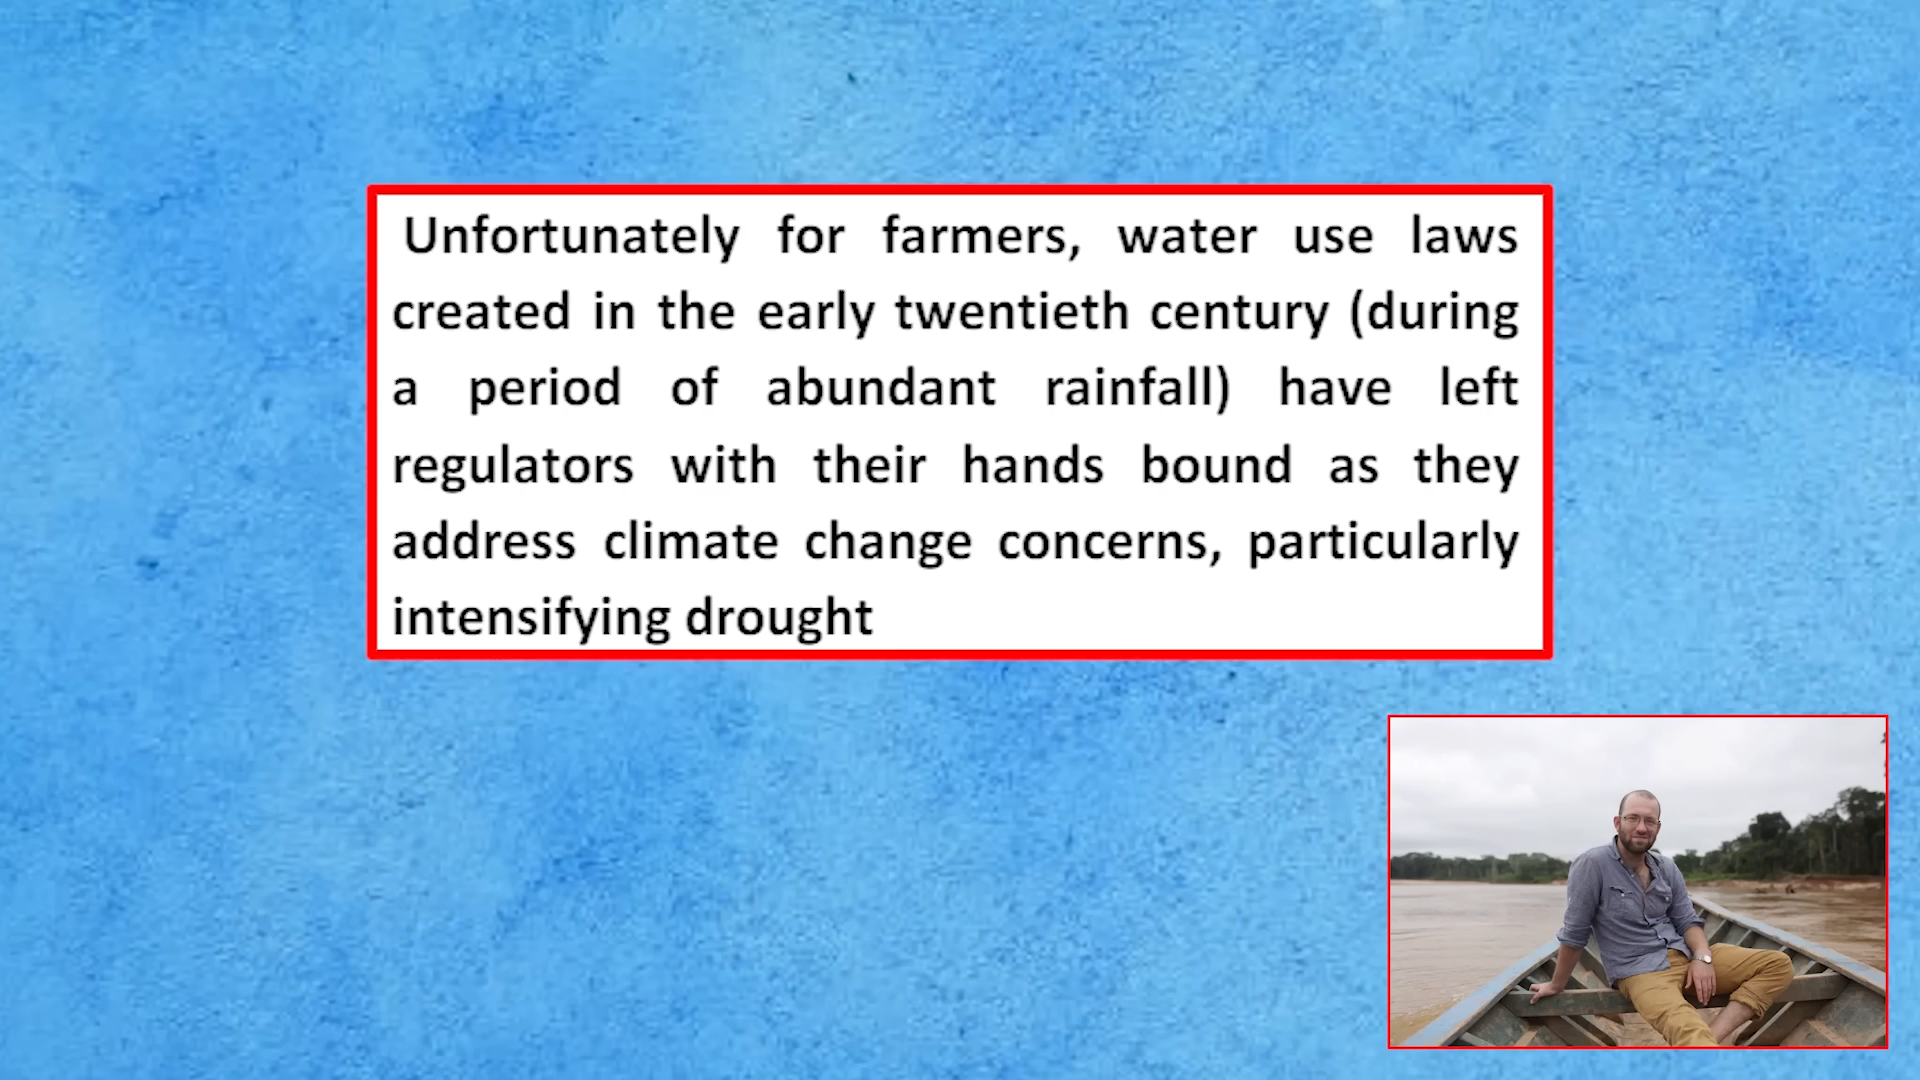 Unfortunately for farmers, water use laws
created in the early twentieth century (during
a period of abundant rainfall) have left
regulators with their hands bound as they
address climate change concerns, particularly
intensifying drought